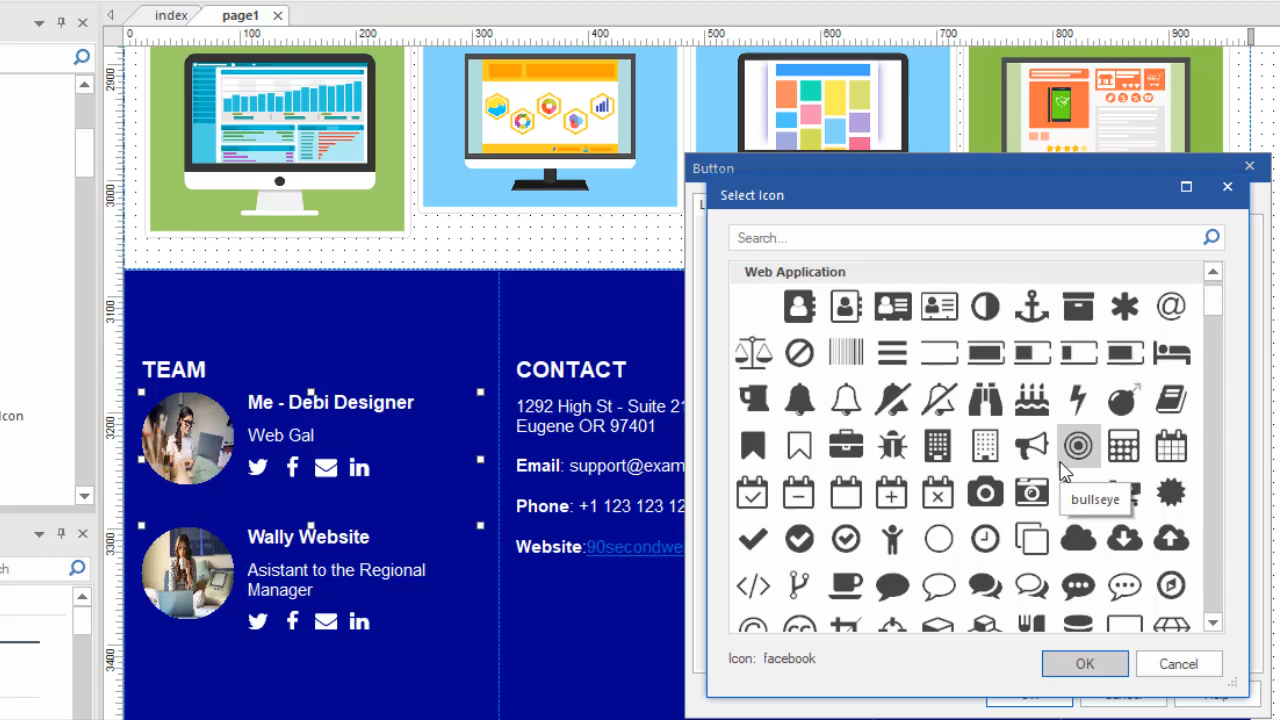 index
page1
0
100
200
300
400
500
600
700
800
900
2900
3000
3100
3200
3300
3400
Button
Select Icon
Search...
Web Application
TEAM
Me - Debi Designer
Web Gal
Wally Website
Asistant to the Regional
Manager
CONTACT
1292 High St - Suite 21
Eugene OR 97401
Email: support@exam
Phone: +1 123 123 12
Website:90secondwe
bullseye
Icon: facebook
OK
Cancel